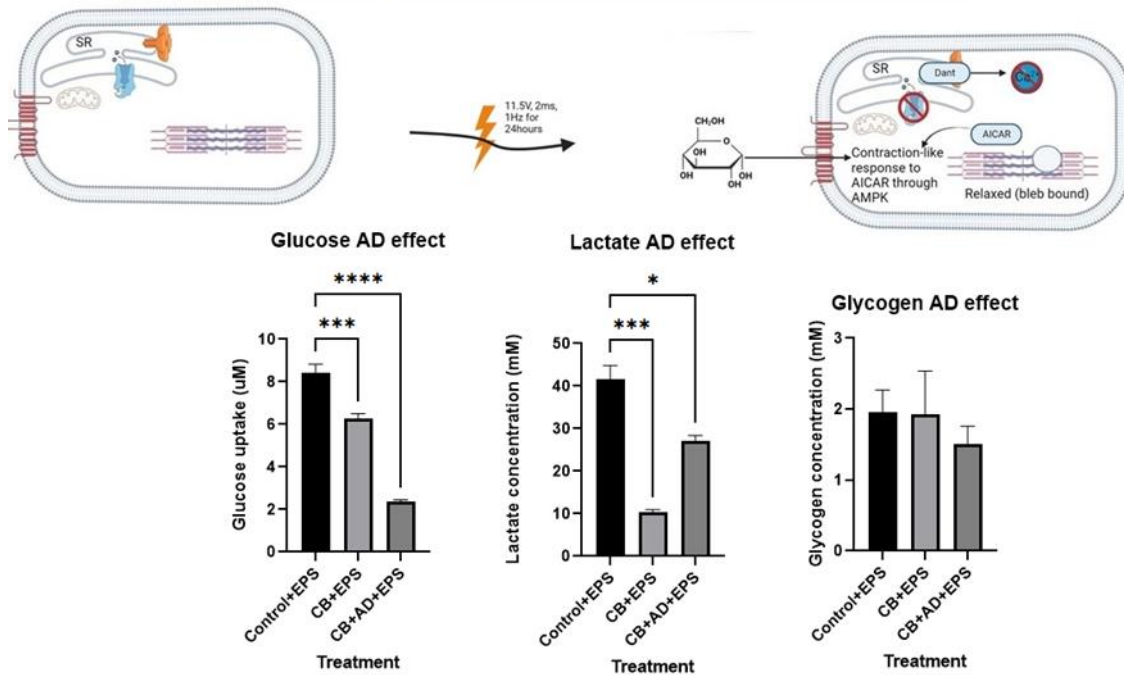 SR
11.5V, 2ms,
1Hz for
24hours
CH₂OH
O
OH
OH
OH
OH
SR
Dant
Ca²⁺
AICAR
Contraction-like
response to
AICAR through
AMPK
Relaxed (bleb bound)
Glucose AD effect
****
***
Glucose uptake (uM)
10
8
6
4
2
0
Control+EPS
CB+EPS
CB+AD+EPS
Treatment
Lactate AD effect
*
***
Lactate concentration (mM)
50
40
30
20
10
0
Control+EPS
CB+EPS
CB+AD+EPS
Treatment
Glycogen AD effect
Glycogen concentration (mM)
3
2
1
0
Control+EPS
CB+EPS
CB+AD+EPS
Treatment